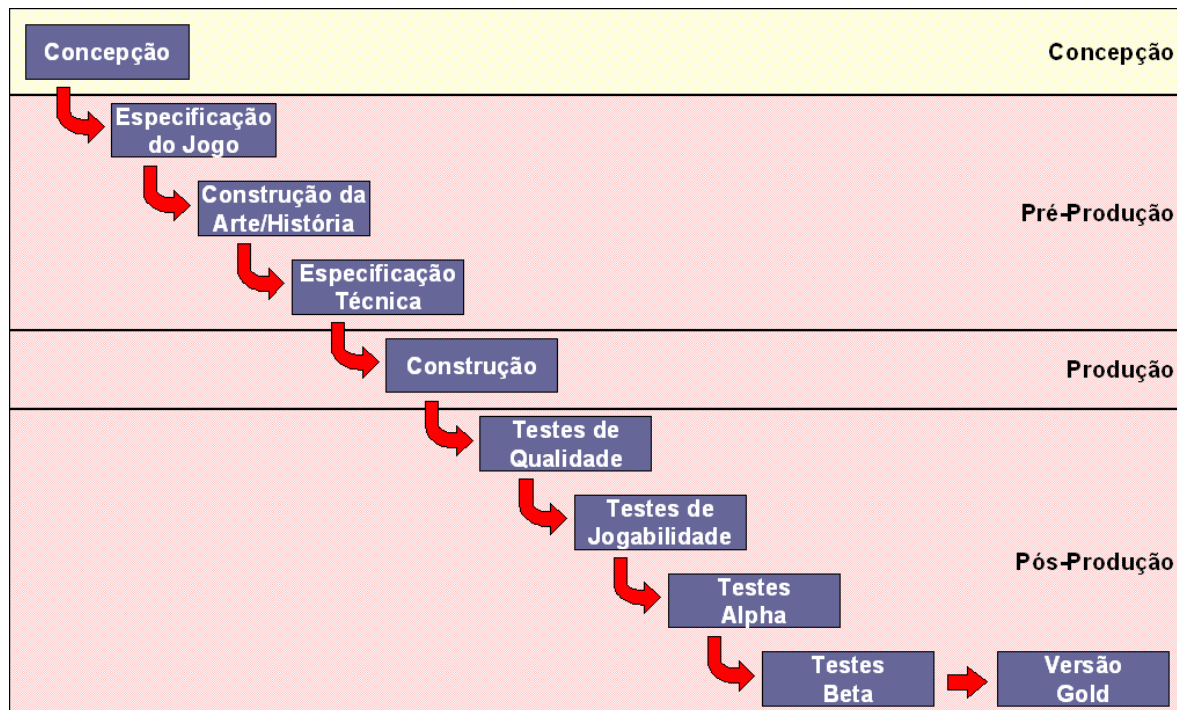 Concepção
Concepção
Especificação
do Jogo
Construção da
Arte/História
Pré-Produção
Especificação
Técnica
Construção
Produção
Testes de
Qualidade
Testes de
Jogabilidade
Pós-Produção
Testes
Alpha
Testes
Beta
Versão
Gold